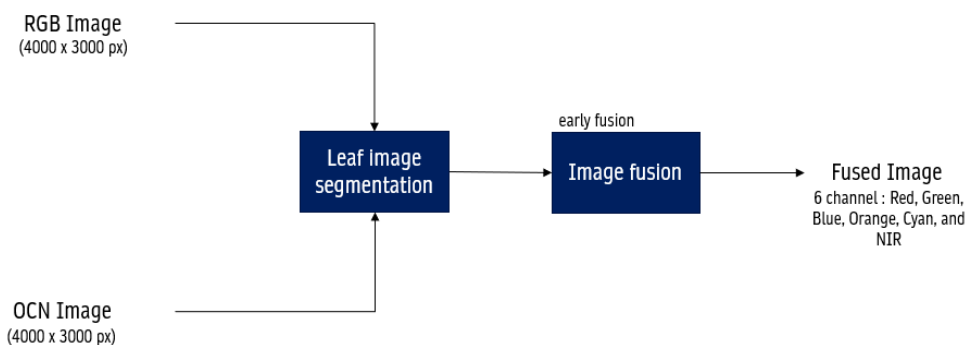 RGB Image
(4000 x 3000 px)
Leaf image
segmentation
early fusion
Image fusion
Fused Image
6 channel : Red, Green,
Blue, Orange, Cyan, and
NIR
OCN Image
(4000 x 3000 px)